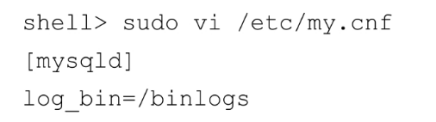 shell> sudo vi /etc/my.cnf
[mysqld]
log_bin=/binlogs